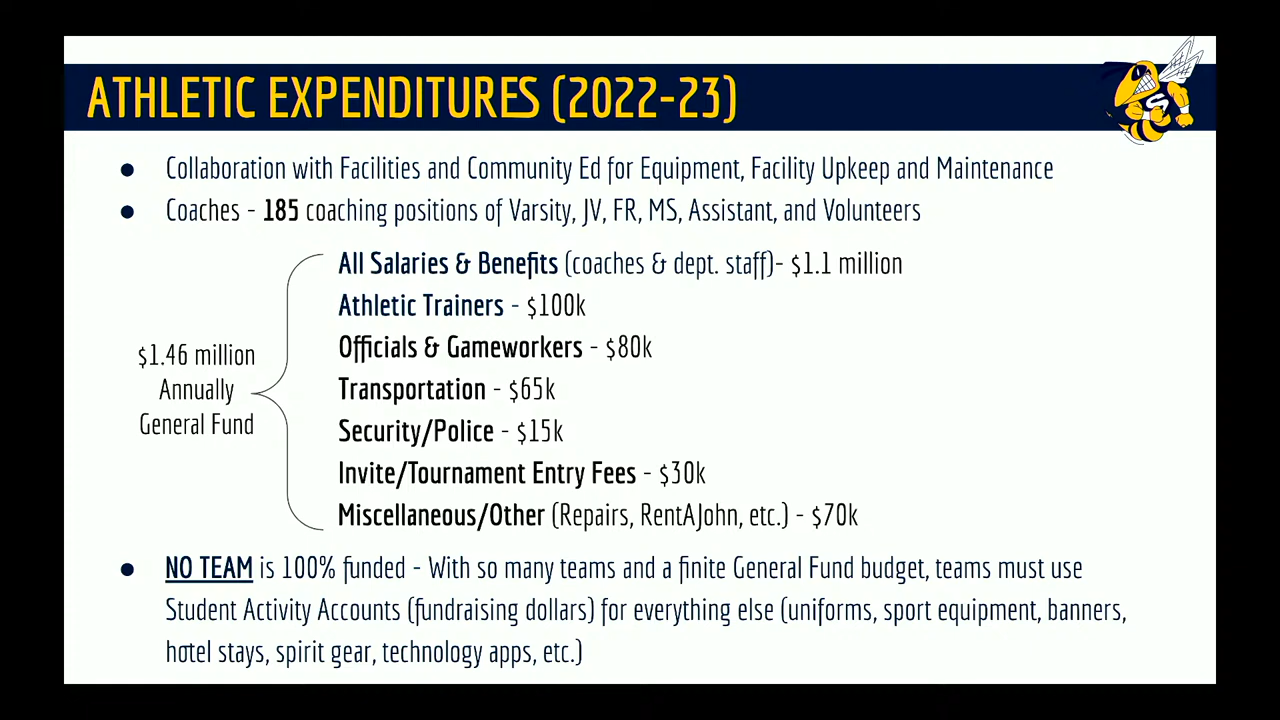 ATHLETIC EXPENDITURES (2022-23)
● Collaboration with Facilities and Community Ed for Equipment, Facility Upkeep and Maintenance
● Coaches - 185 coaching positions of Varsity, JV, FR, MS, Assistant, and Volunteers
All Salaries & Benefits (coaches & dept. staff)- $1.1 million
Athletic Trainers - $100k
Officials & Gameworkers - $80k
$1.46 million
Annually
General Fund
Transportation - $65k
Security/Police - $15k
Invite/Tournament Entry Fees - $30k
Miscellaneous/Other (Repairs, RentAJohn, etc.) - $70k
● NO TEAM is 100% funded - With so many teams and a finite General Fund budget, teams must use
Student Activity Accounts (fundraising dollars) for everything else (uniforms, sport equipment, banners,
hotel stays, spirit gear, technology apps, etc.)